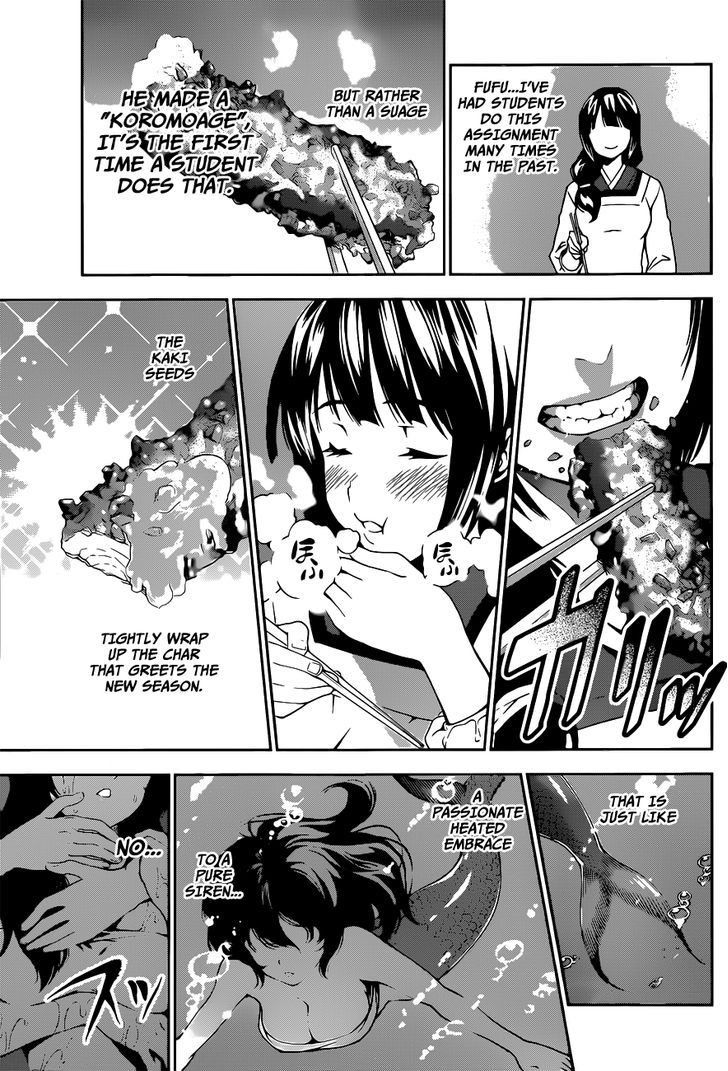 FUFU...I'VE
HAD STUDENTS
DO THIS
ASSIGNMENT
MANY TIMES
IN THE PAST.
BUT RATHER
THAN A SUAGE
HE MADE A
"KOROMOAGE",
IT'S THE FIRST
TIME A STUDENT
DOES THAT.
ガリッ
ほふ
ほふ
THE
KAKI
SEEDS
TIGHTLY WRAP
UP THE CHAR
THAT GREETS THE
NEW SEASON.
THAT IS
JUST LIKE
A
PASSIONATE
HEATED
EMBRACE
TO A
PURE
SIREN...
NO...
スッ